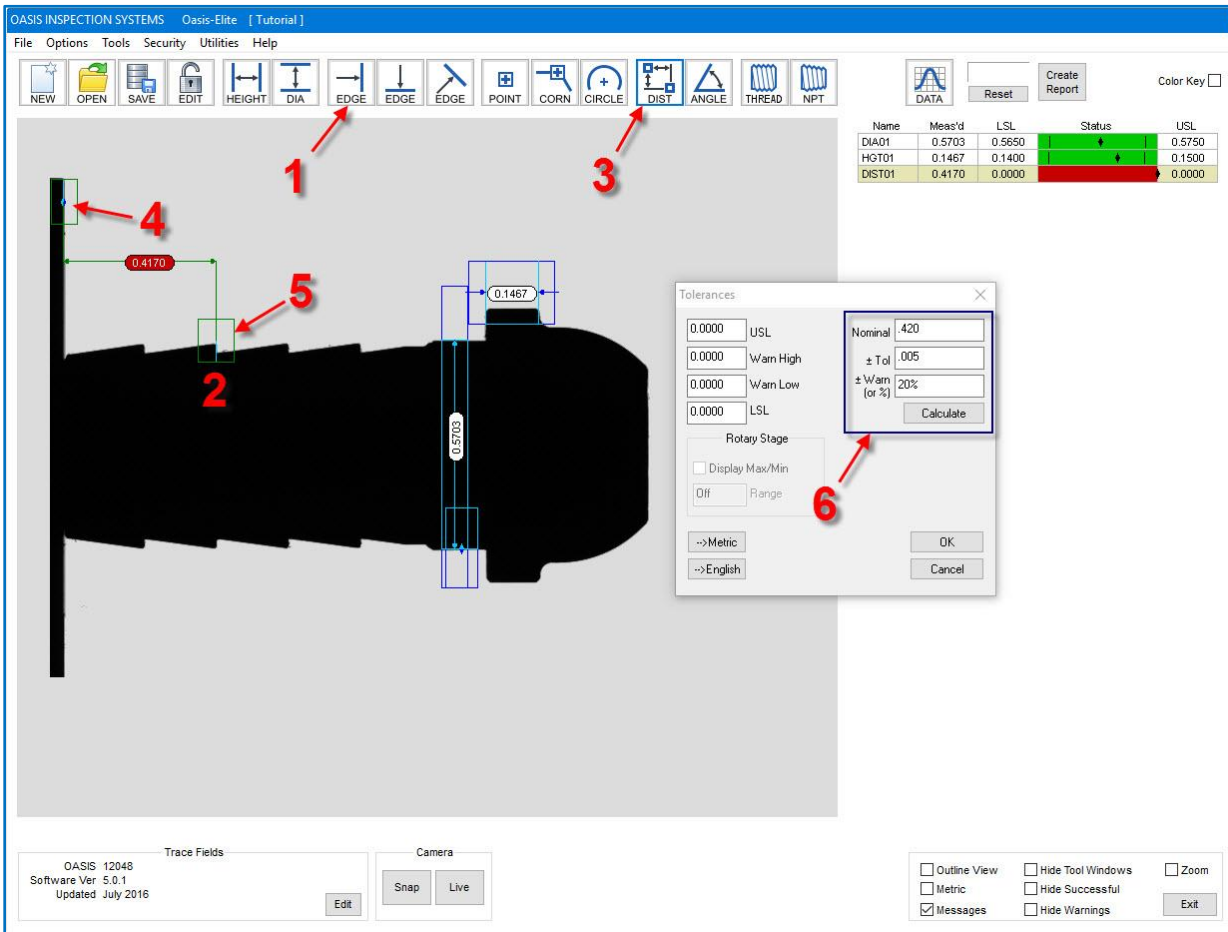 OASIS INSPECTION SYSTEMS Oasis-Elite [ Tutorial ]
File Options Tools Security Utilities Help
NEW OPEN SAVE EDIT HEIGHT DIA EDGE EDGE EDGE POINT CORN CIRCLE DIST ANGLE THREAD NPT DATA Reset Create Report Color Key
1
3
Name Meas'd LSL Status USL
DIA01 0.5703 0.5650 0.5750
HGT01 0.1467 0.1400 0.1500
DIST01 0.4170 0.0000 0.0000
4
0.4170
5
0.1467
2
0.5703
Tolerances
0.0000 USL
0.0000 Warn High
0.0000 Warn Low
0.0000 LSL
Nominal .420
± Tol .005
± Warn (or %) 20%
Calculate
6
Rotary Stage
Display Max/Min
Off Range
-->Metric
-->English
OK
Cancel
Trace Fields
OASIS 12048
Software Ver 5.0.1
Updated July 2016
Edit
Camera
Snap Live
Outline View Hide Tool Windows Zoom
Metric Hide Successful
Messages Hide Warnings Exit